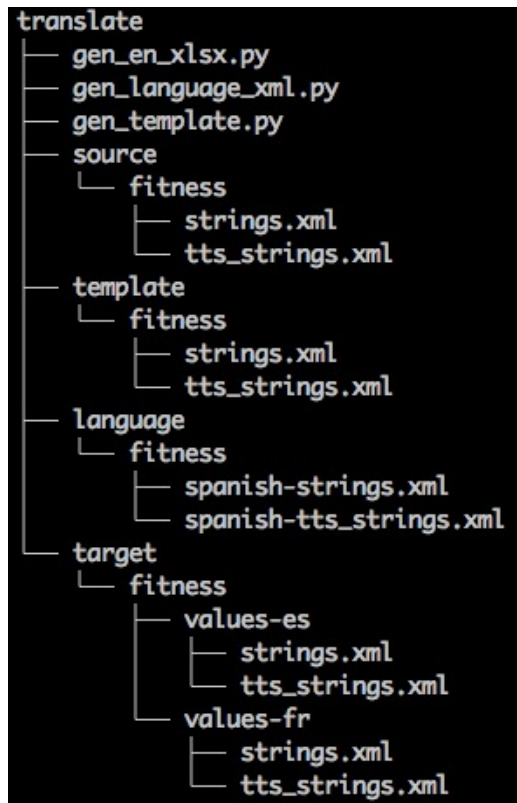 translate
├── gen_en_xlsx.py
├── gen_language_xml.py
├── gen_template.py
├── source
│   └── fitness
│       ├── strings.xml
│       └── tts_strings.xml
├── template
│   └── fitness
│       ├── strings.xml
│       └── tts_strings.xml
├── language
│   └── fitness
│       ├── spanish-strings.xml
│       └── spanish-tts_strings.xml
└── target
    └── fitness
        ├── values-es
        │   ├── strings.xml
        │   └── tts_strings.xml
        └── values-fr
            ├── strings.xml
            └── tts_strings.xml